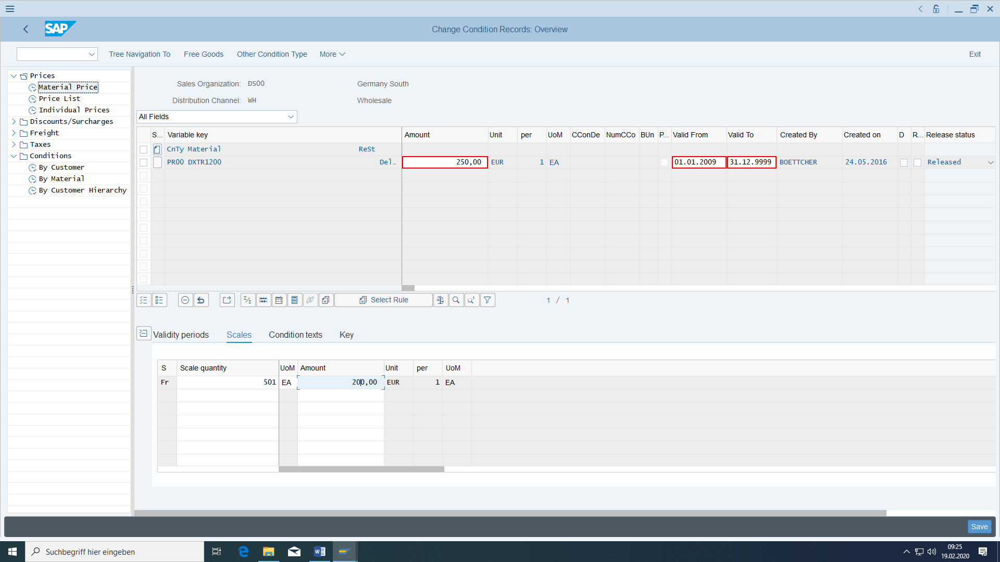 SAP
Change Condition Records: Overview
Tree Navigation To Free Goods Other Condition Type More Exit
Prices
Material Price
Price List
Individual Prices
Discounts/Surcharges
Freight
Taxes
Conditions
By Customer
By Material
By Customer Hierarchy
Sales Organization: DS00 Germany South
Distribution Channel: WH Wholesale
All Fields
S... Variable key Amount Unit per UoM CConDe NumCCo BUn P... Valid From Valid To Created By Created on D R... Release status
CnTy Material ReSt
PR00 DXTR1200 Del… 250,00 EUR 1 EA 01.01.2009 31.12.9999 BOETTCHER 24.05.2016 Released
Select Rule 1 / 1
Validity periods Scales Condition texts Key
S Scale quantity UoM Amount Unit per UoM
Fr 501 EA 200,00 EUR 1 EA
Save
Suchbegriff hier eingeben
09:25
19.02.2020